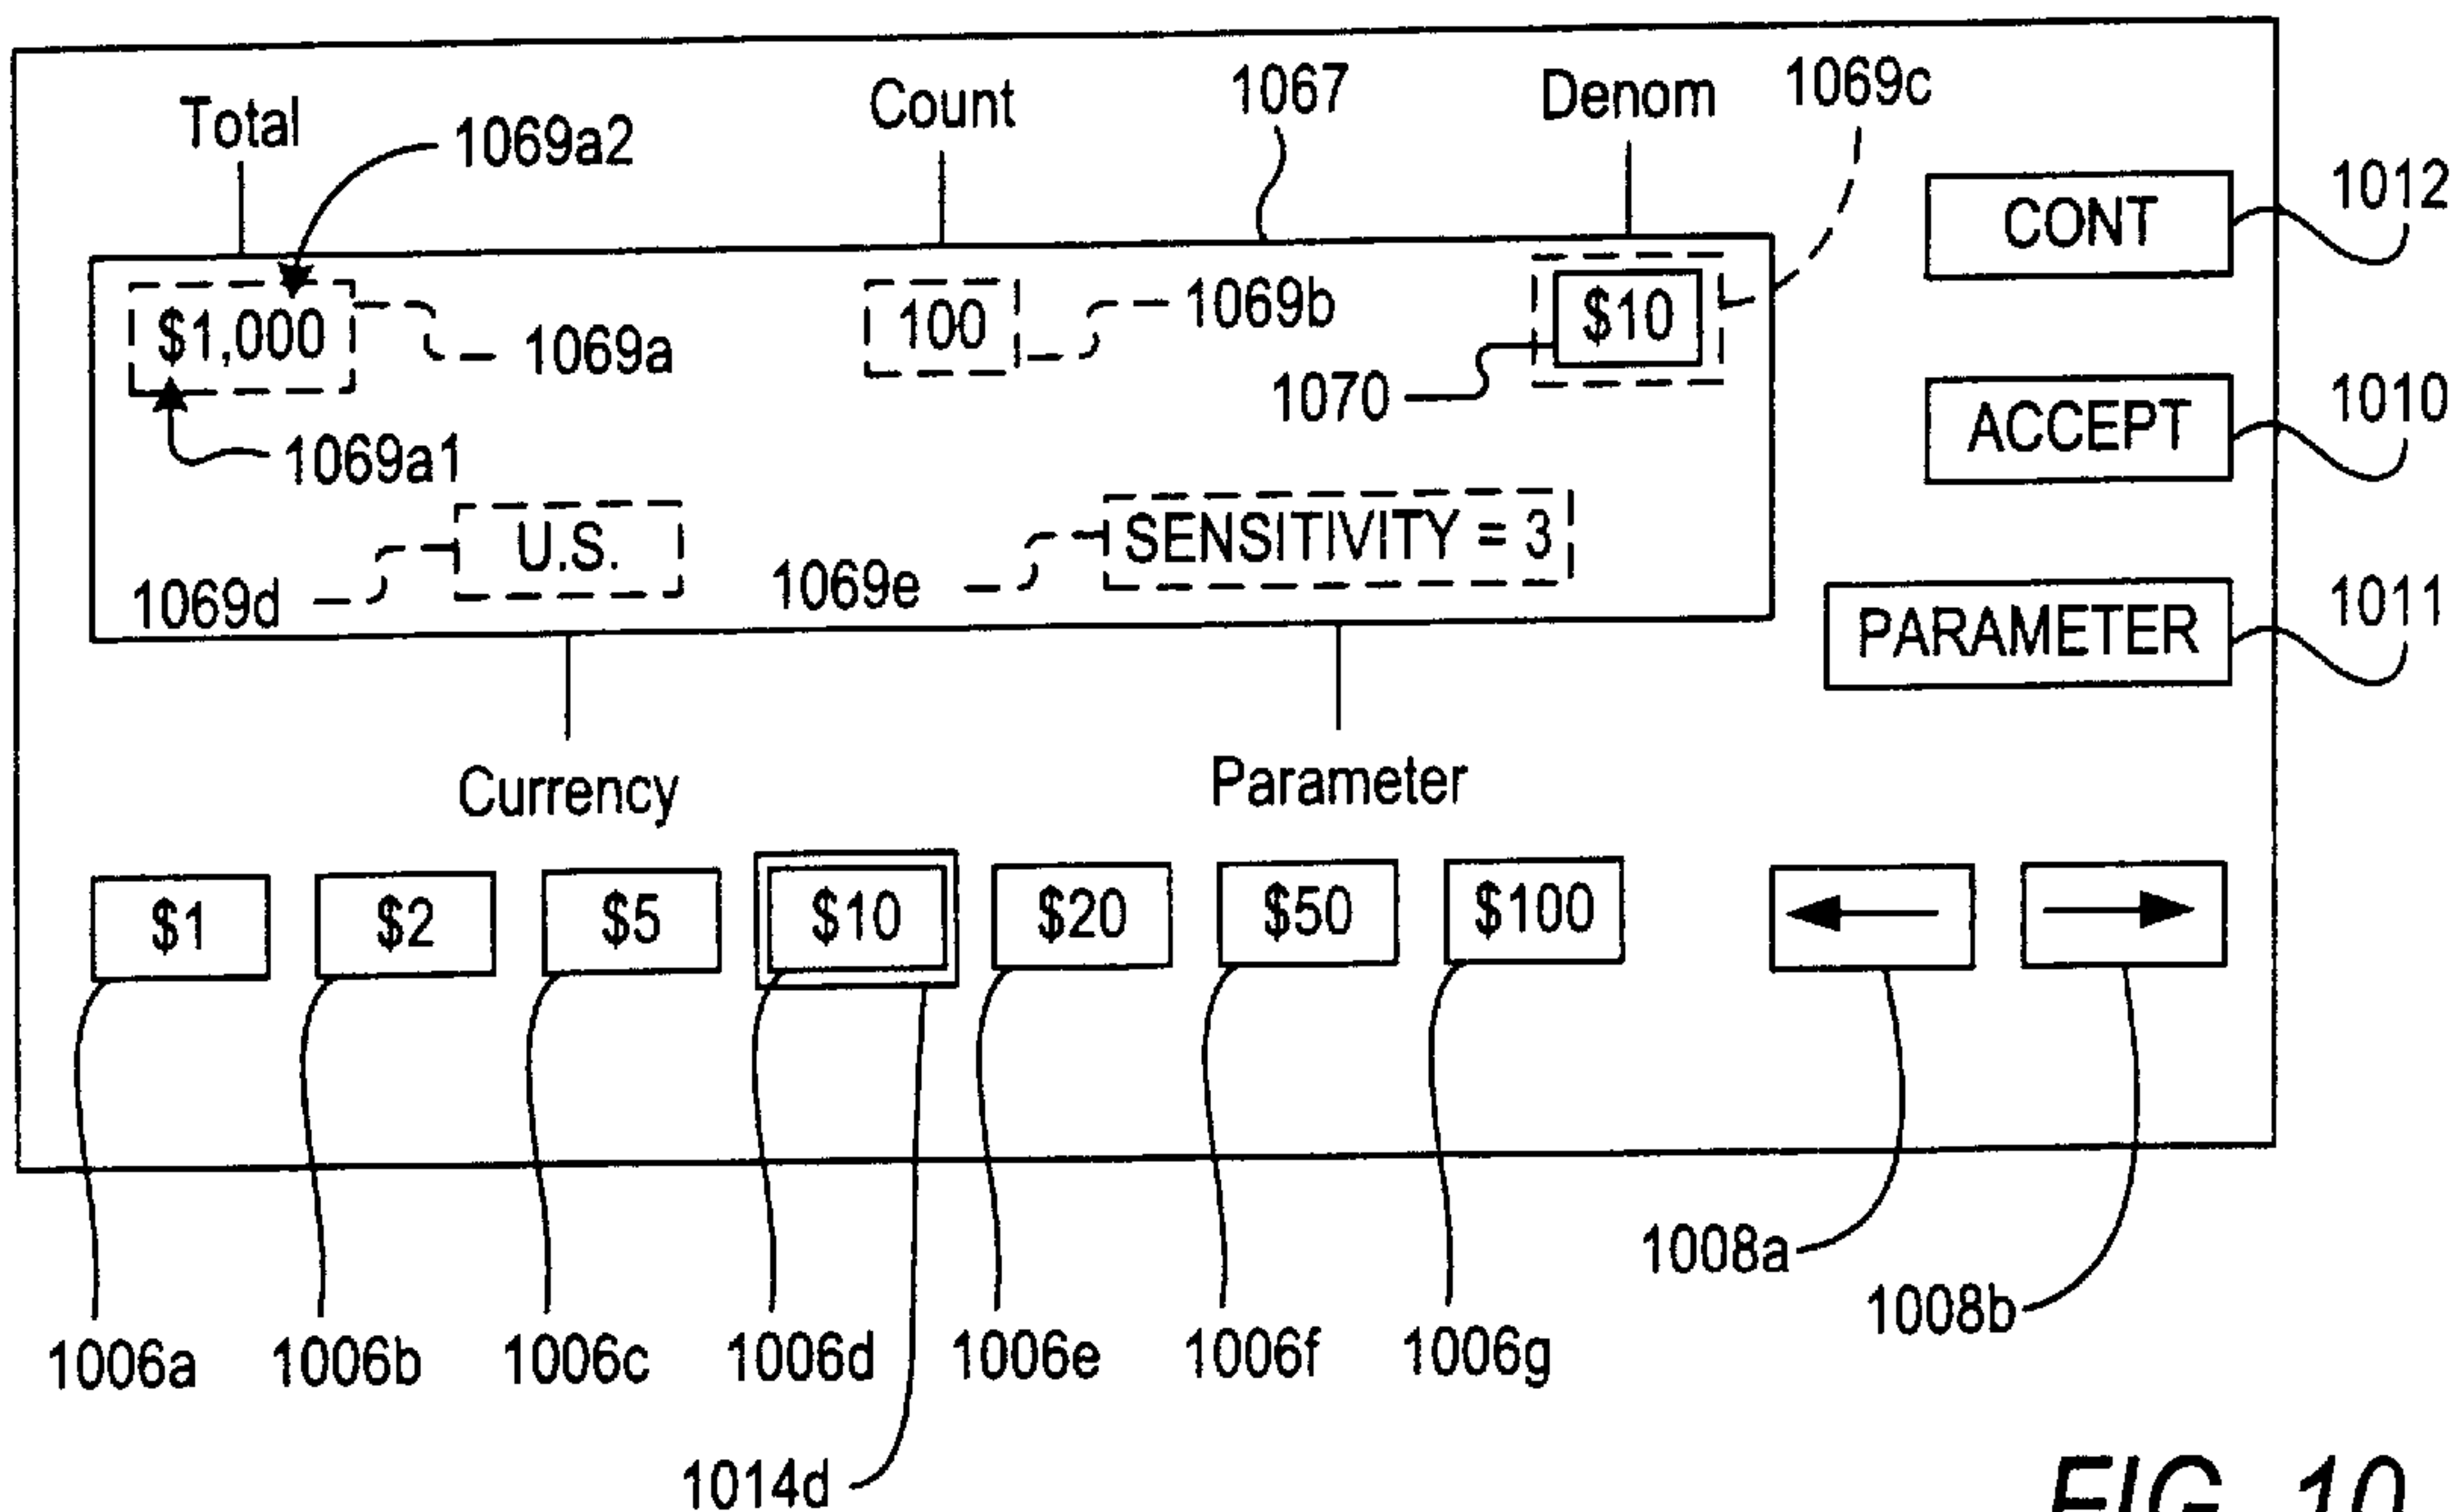 Total
Count
1067
Denom
1069c
1069a2
1012
CONT
$1,000
1069a
100
1069b
$10
1070
1010
ACCEPT
1069a1
U.S.
SENSITIVITY = 3
1069d
1069e
1011
PARAMETER
Currency
Parameter
$1
$2
$5
$10
$20
$50
$100
1008a
1008b
1006a
1006b
1006c
1006d
1006e
1006f
1006g
1014d
FIG. 10